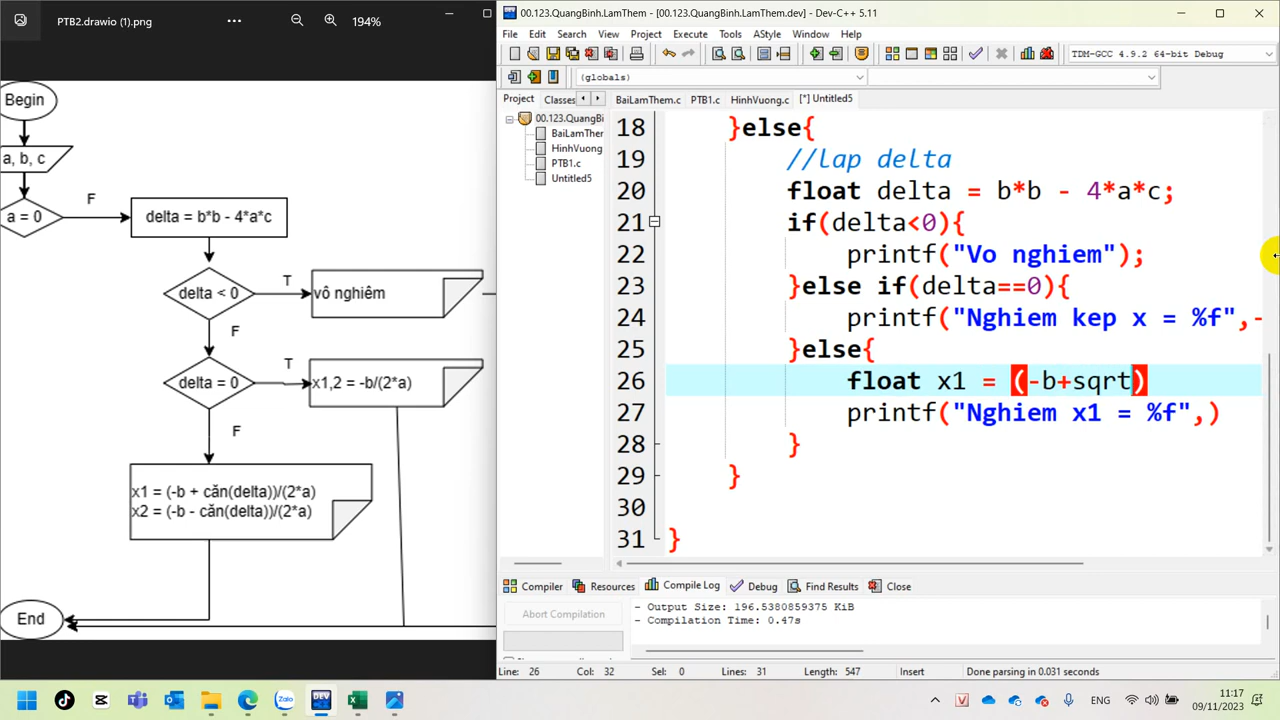 PTB2.drawio (1).png
194%
Begin
a, b, c
a = 0
F
delta = b*b - 4*a*c
delta < 0
T
vô nghiêm
F
delta = 0
T
x1,2 = -b/(2*a)
F
x1 = (-b + căn(delta))/(2*a)
x2 = (-b - căn(delta))/(2*a)
End
00.123.QuangBinh.LamThem - [00.123.QuangBinh.LamThem.dev] - Dev-C++ 5.11
File Edit Search View Project Execute Tools AStyle Window Help
TDM-GCC 4.9.2 64-bit Debug
(globals)
Project Classes
BaiLamThem.c PTB1.c HinhVuong.c [*] Untitled5
00.123.QuangBi
BaiLamTher
HinhVuong.
PTB1.c
Untitled5
18 }else{
19 //lap delta
20 float delta = b*b - 4*a*c;
21 if(delta<0){
22 printf("Vo nghiem");
23 }else if(delta==0){
24 printf("Nghiem kep x = %f",-
25 }else{
26 float x1 = (-b+sqrt)
27 printf("Nghiem x1 = %f",)
28 }
29 }
30
31 }
Compiler Resources Compile Log Debug Find Results Close
Abort Compilation
- Output Size: 196.5380859375 KiB
- Compilation Time: 0.47s
Line: 26 Col: 32 Sel: 0 Lines: 31 Length: 547 Insert Done parsing in 0.031 seconds
ENG
11:17
09/11/2023